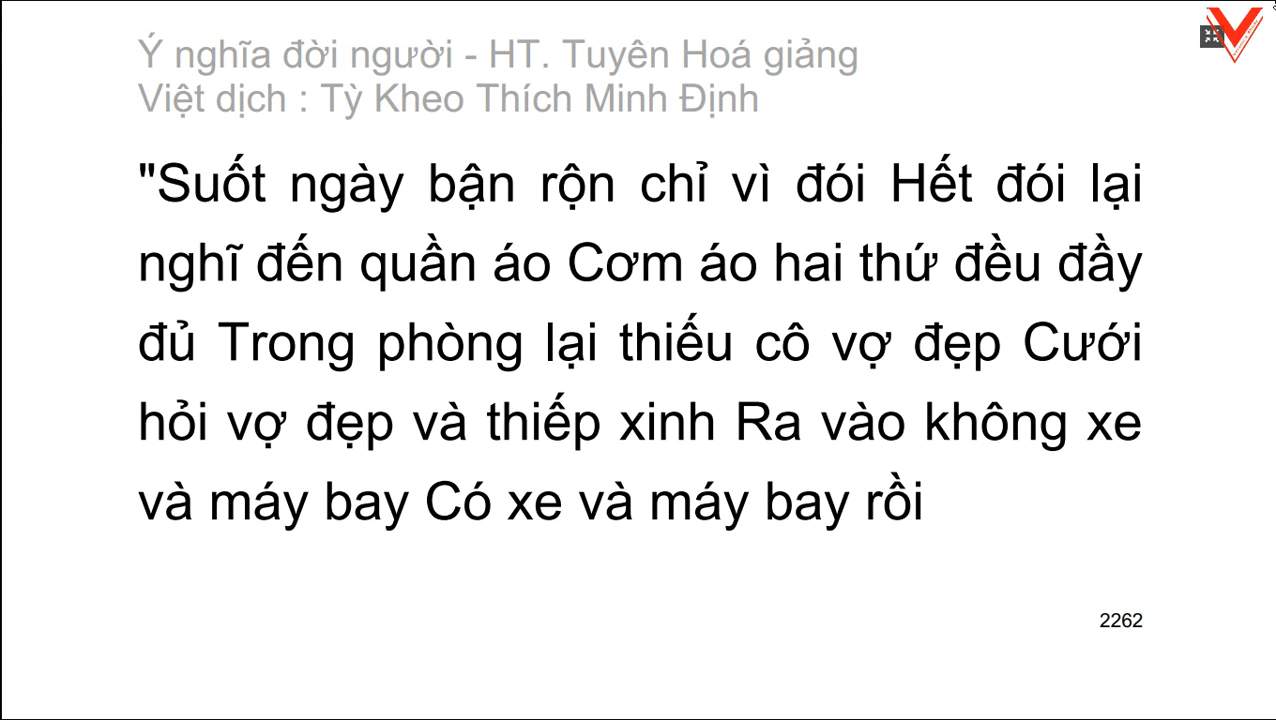 Ý nghĩa đời người - HT. Tuyên Hoá giảng
Việt dịch : Tỳ Kheo Thích Minh Định
"Suốt ngày bận rộn chỉ vì đói Hết đói lại
nghĩ đến quần áo Cơm áo hai thứ đều đầy
đủ Trong phòng lại thiếu cô vợ đẹp Cưới
hỏi vợ đẹp và thiếp xinh Ra vào không xe
và máy bay Có xe và máy bay rồi
2262